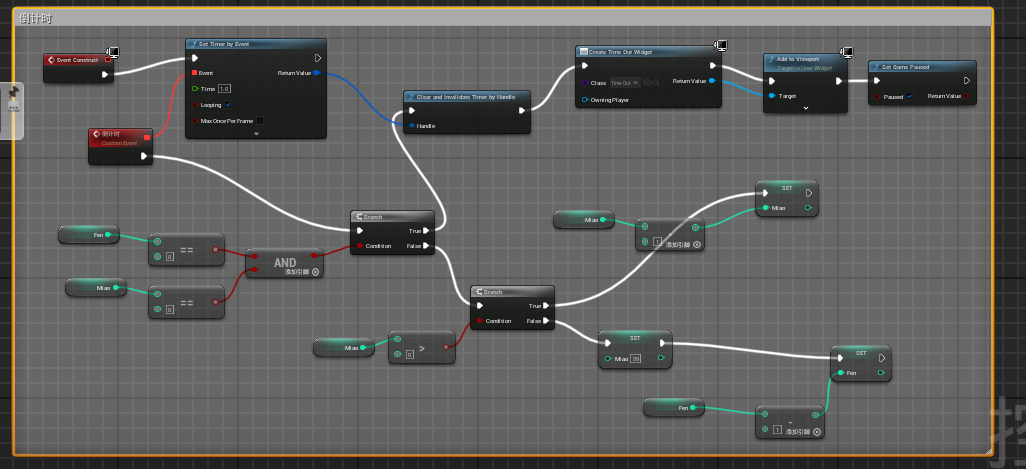 倒计时
Event Construct
Set Timer by Event
Event
Return Value
Time 1.0
Looping
Max Once Per Frame
倒计时
Custom Event
Clear and Invalidate Timer by Handle
Handle
Create Time Out Widget
Class Time Out
Return Value
Owning Player
Add to Viewport
Target is User Widget
Target
Set Game Paused
Paused
Return Value
Branch
True
Condition
False
Fen
==
0
Miao
==
0
AND
添加引脚
Miao
1
添加引脚
SET
Miao
Branch
True
Condition
False
Miao
>
0
SET
Miao 59
SET
Fen
Fen
-
1
添加引脚